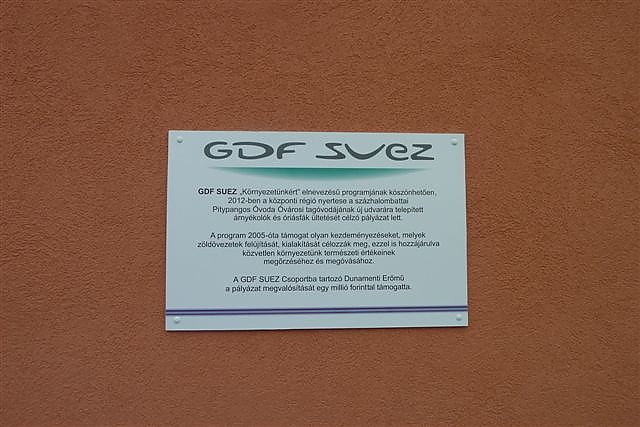 GDF SUEZ
GDF SUEZ „Környezetünkért” elnevezésű programjának köszönhetően,
2012-ben a központi régió nyertese a százhalombattai
Pitypangos Óvoda Óvárosi tagóvodájának új udvarára telepített
árnyékolók és óriásfák ültetését célzó pályázat lett.
A program 2005-óta támogat olyan kezdeményezéseket, melyek
zöldövezetek felújítását, kialakítását célozzák meg, ezzel is hozzájárulva
közvetlen környezetünk természeti értékeinek
megőrzéséhez és megóvásához.
A GDF SUEZ Csoportba tartozó Dunamenti Erőmű
a pályázat megvalósítását egy millió forinttal támogatta.